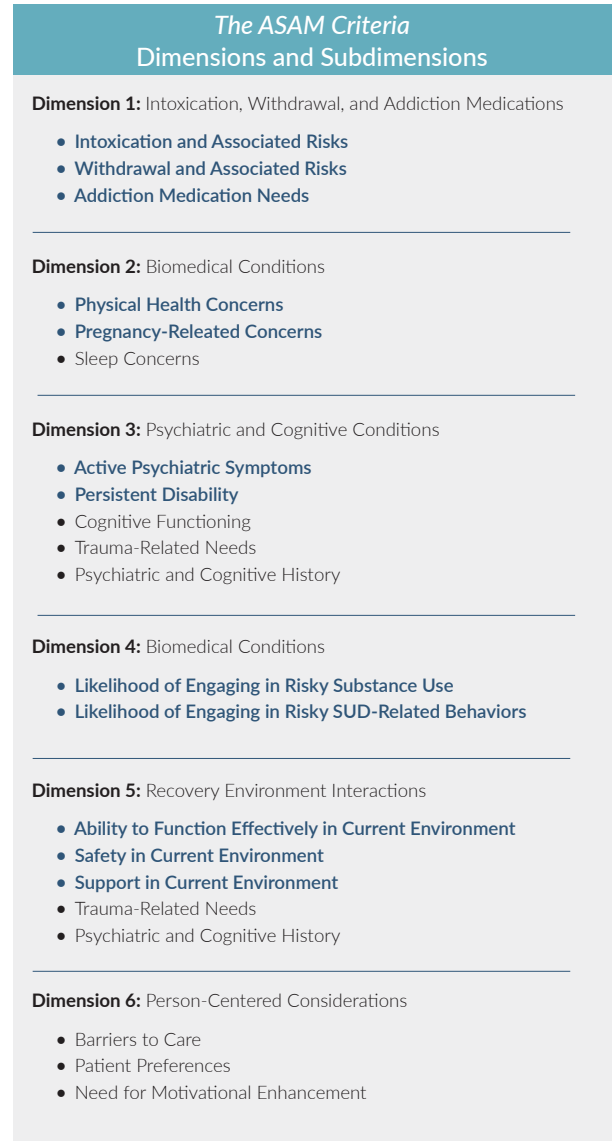 The ASAM Criteria
Dimensions and Subdimensions
Dimension 1: Intoxication, Withdrawal, and Addiction Medications
• Intoxication and Associated Risks
• Withdrawal and Associated Risks
• Addiction Medication Needs
Dimension 2: Biomedical Conditions
• Physical Health Concerns
• Pregnancy-Releated Concerns
• Sleep Concerns
Dimension 3: Psychiatric and Cognitive Conditions
• Active Psychiatric Symptoms
• Persistent Disability
• Cognitive Functioning
• Trauma-Related Needs
• Psychiatric and Cognitive History
Dimension 4: Biomedical Conditions
• Likelihood of Engaging in Risky Substance Use
• Likelihood of Engaging in Risky SUD-Related Behaviors
Dimension 5: Recovery Environment Interactions
• Ability to Function Effectively in Current Environment
• Safety in Current Environment
• Support in Current Environment
• Trauma-Related Needs
• Psychiatric and Cognitive History
Dimension 6: Person-Centered Considerations
• Barriers to Care
• Patient Preferences
• Need for Motivational Enhancement